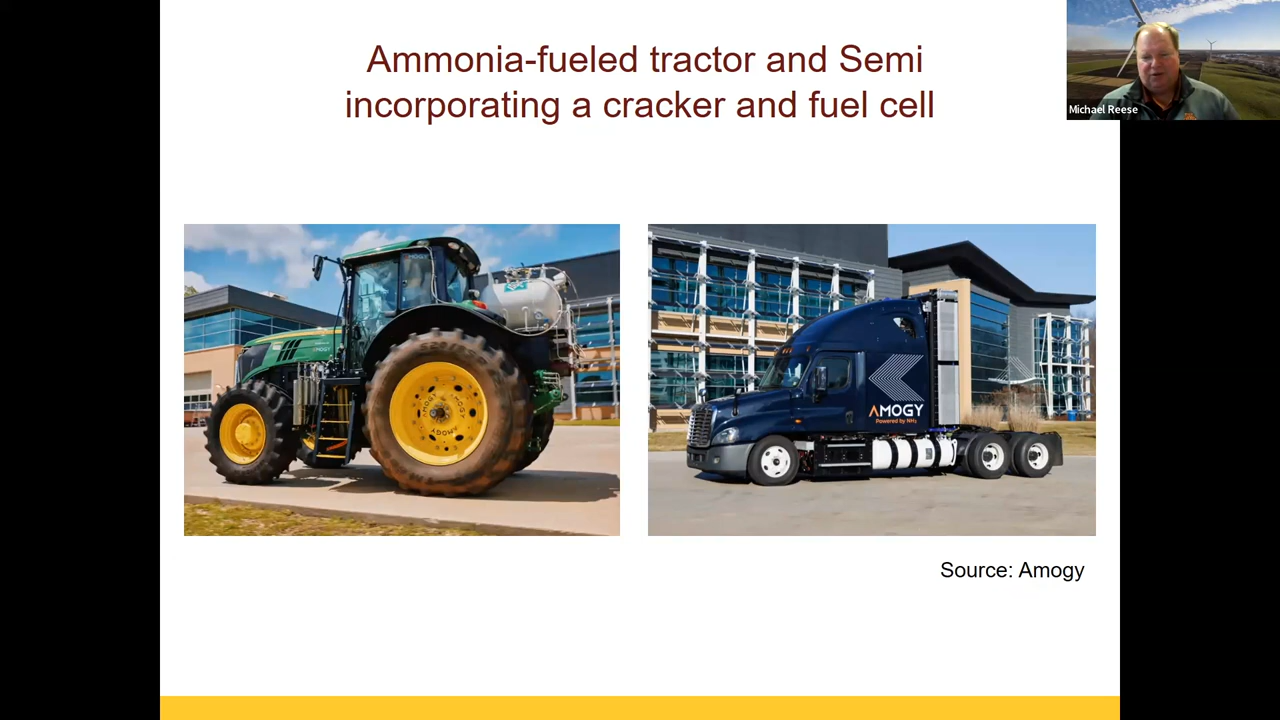 Ammonia-fueled tractor and Semi
incorporating a cracker and fuel cell
Michael Reese
AMOGY
Powered by NH₃
Source: Amogy